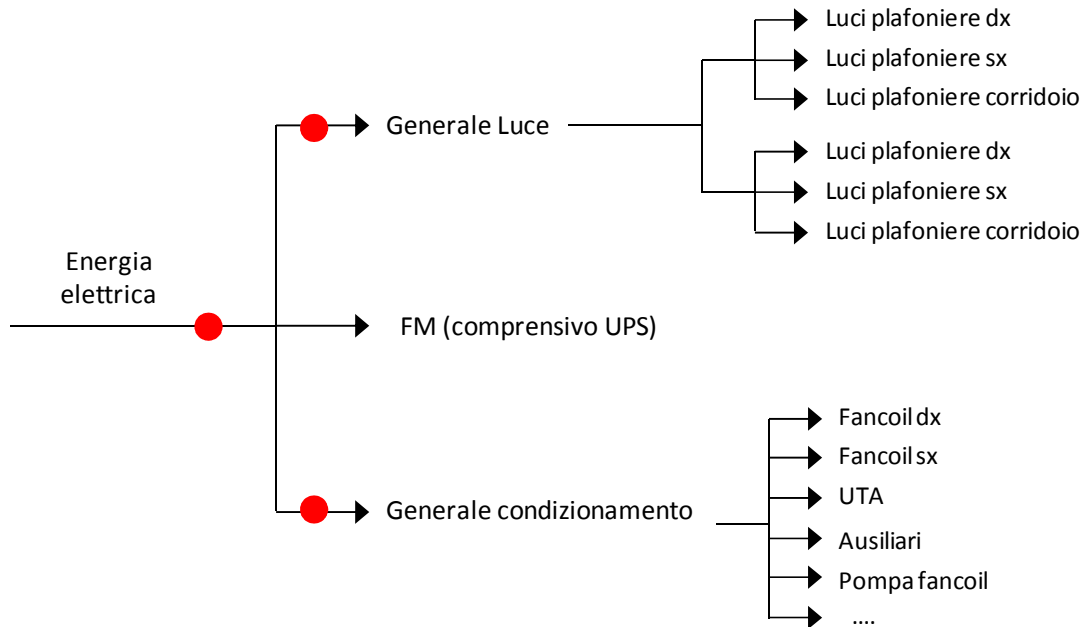 Luci plafoniere dx
Luci plafoniere sx
Luci plafoniere corridoio
Generale Luce
Luci plafoniere dx
Luci plafoniere sx
Luci plafoniere corridoio
Energia
elettrica
FM (comprensivo UPS)
Fancoil dx
Fancoil sx
UTA
Generale condizionamento
Ausiliari
Pompa fancoil
....